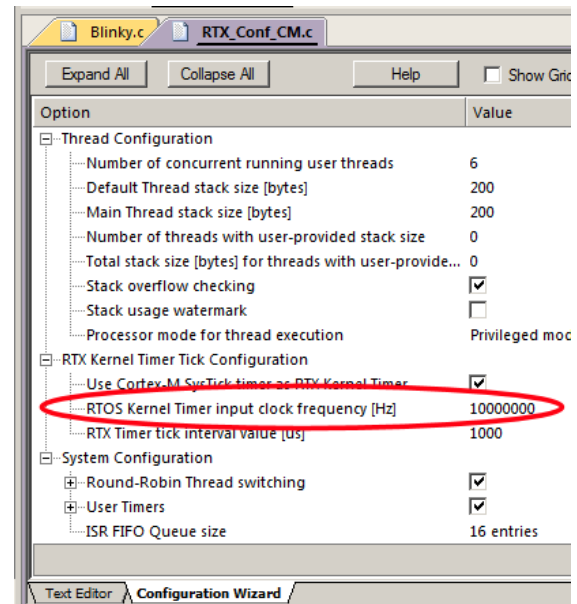 Blinky.c RTX_Conf_CM.c
Expand All Collapse All Help Show Grid
Option Value
Thread Configuration
Number of concurrent running user threads 6
Default Thread stack size [bytes] 200
Main Thread stack size [bytes] 200
Number of threads with user-provided stack size 0
Total stack size [bytes] for threads with user-provide... 0
Stack overflow checking
Stack usage watermark
Processor mode for thread execution Privileged mod
RTX Kernel Timer Tick Configuration
Use Cortex-M SysTick timer as RTX Kernel Timer
RTOS Kernel Timer input clock frequency [Hz] 10000000
RTX Timer tick interval value [us] 1000
System Configuration
Round-Robin Thread switching
User Timers
ISR FIFO Queue size 16 entries
Text Editor Configuration Wizard